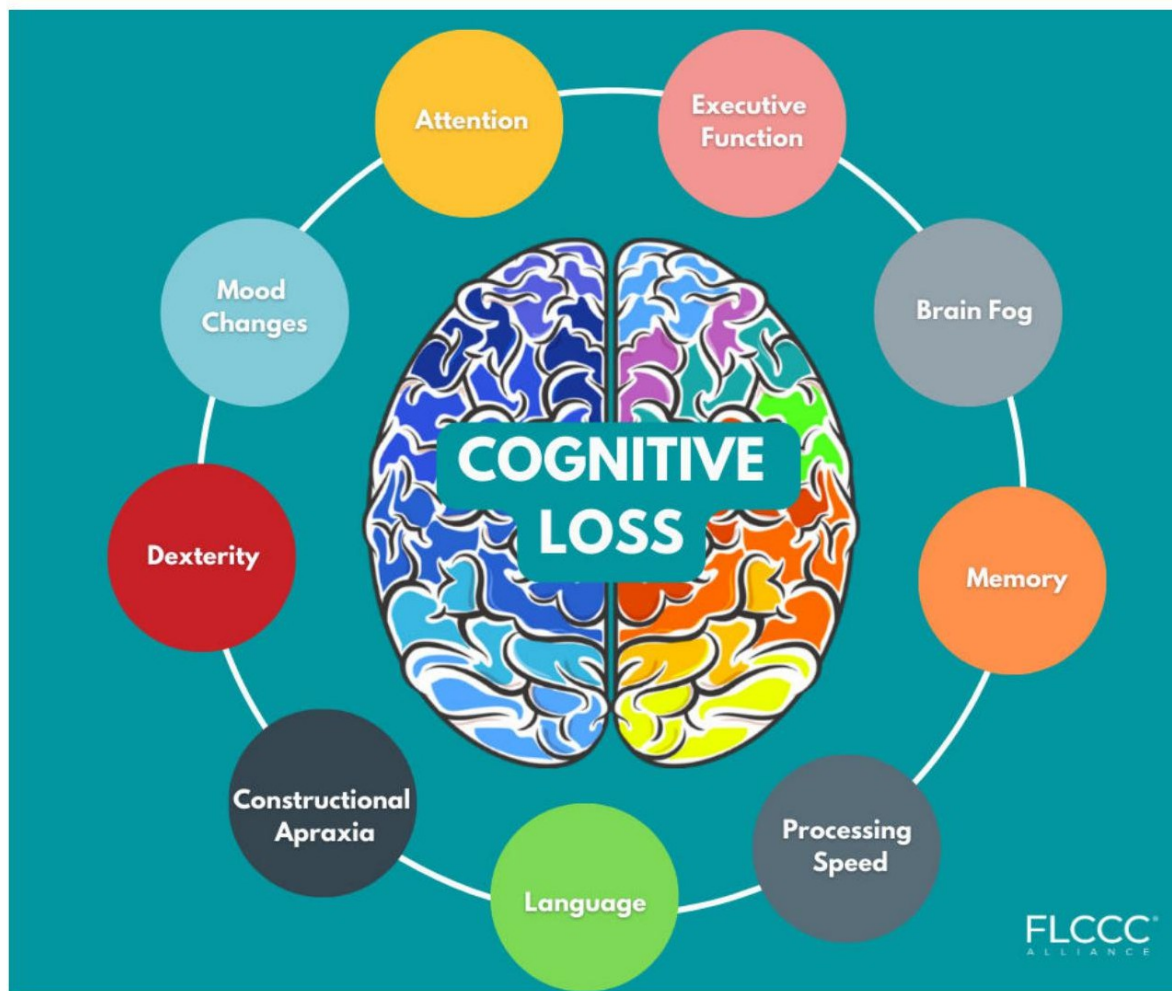 Attention
Executive
Function
Mood
Changes
Brain Fog
COGNITIVE
LOSS
Dexterity
Memory
Constructional
Apraxia
Processing
Speed
Language
FLCCC®
ALLIANCE